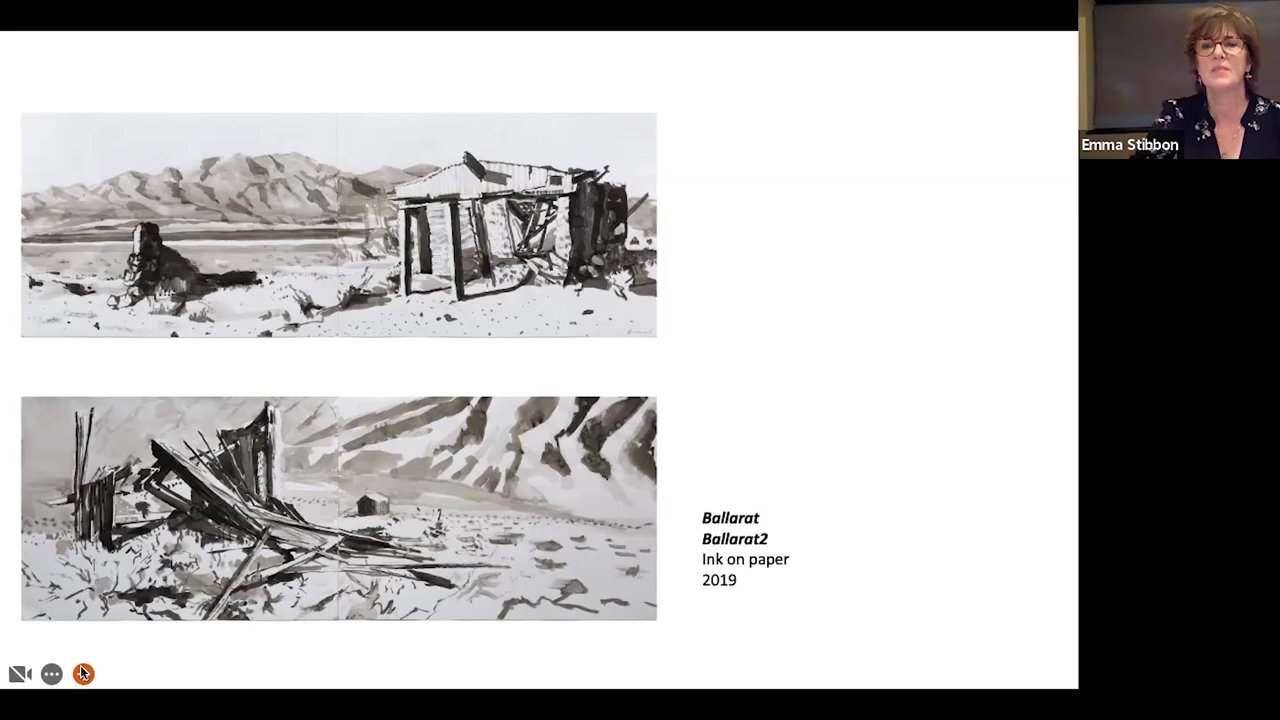 Emma Stibbon
Ballarat
Ballarat2
Ink on paper
2019